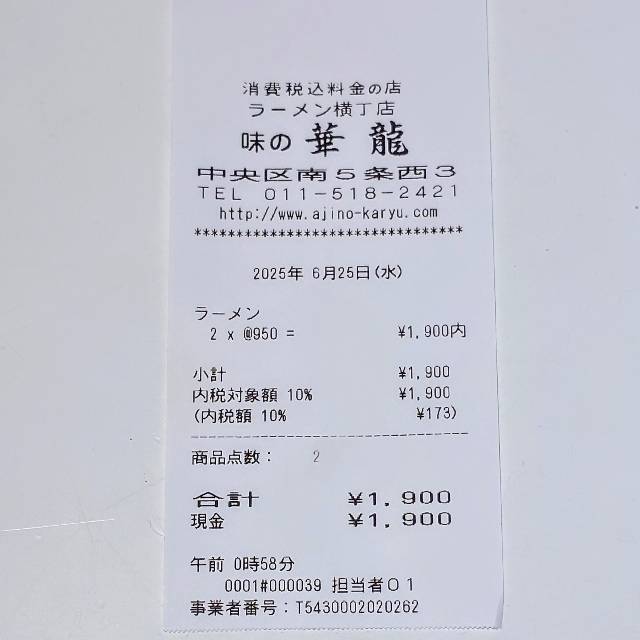 消費税込料金の店
ラーメン横丁店
味の 華龍
中央区南5条西3
TEL 011-518-2421
http://www.ajino-karyu.com
********************************
2025年 6月25日(水)
ラーメン
2 x @950 = ¥1,900内
小計 ¥1,900
内税対象額 10% ¥1,900
(内税額 10% ¥173)
--------------------------------
商品点数: 2
合計 ¥1,900
現金 ¥1,900
午前 0時58分
0001#000039 担当者01
事業者番号:T5430002020262